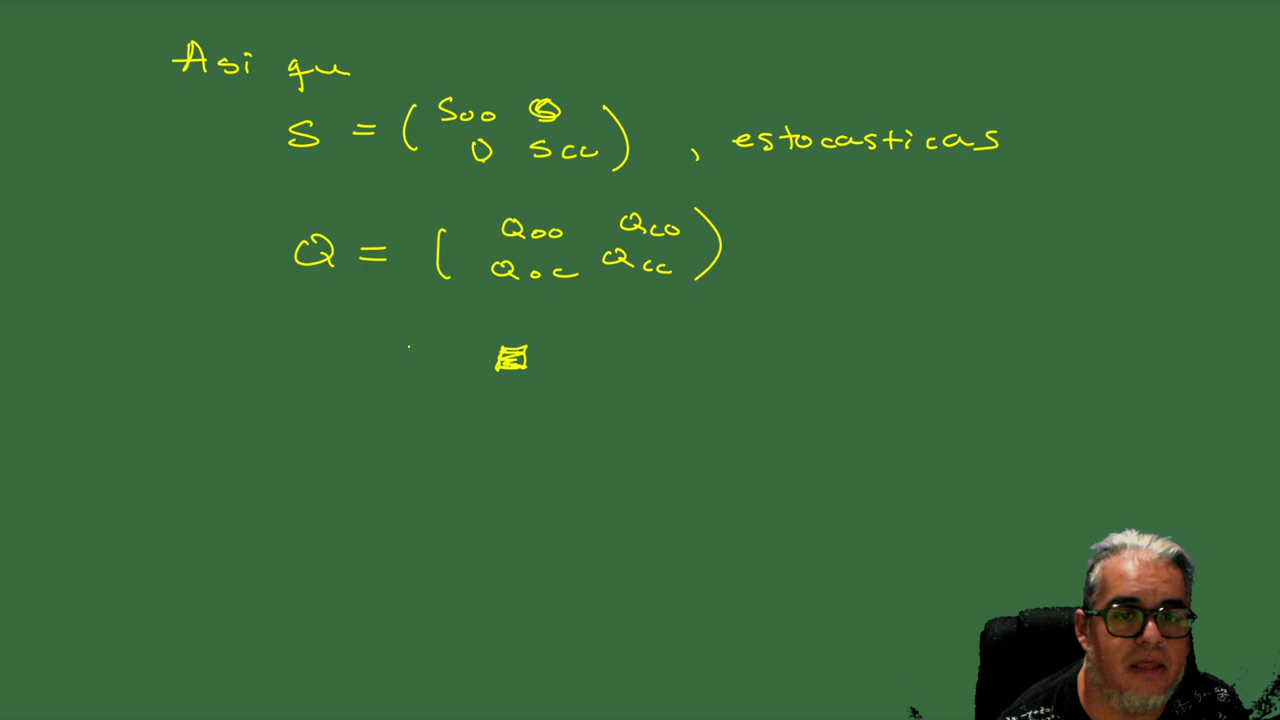 Asi qu
S = ( Soo
0 Scc ) , estocasticas
Q = ( Qoo Qco
Qoc Qcc )